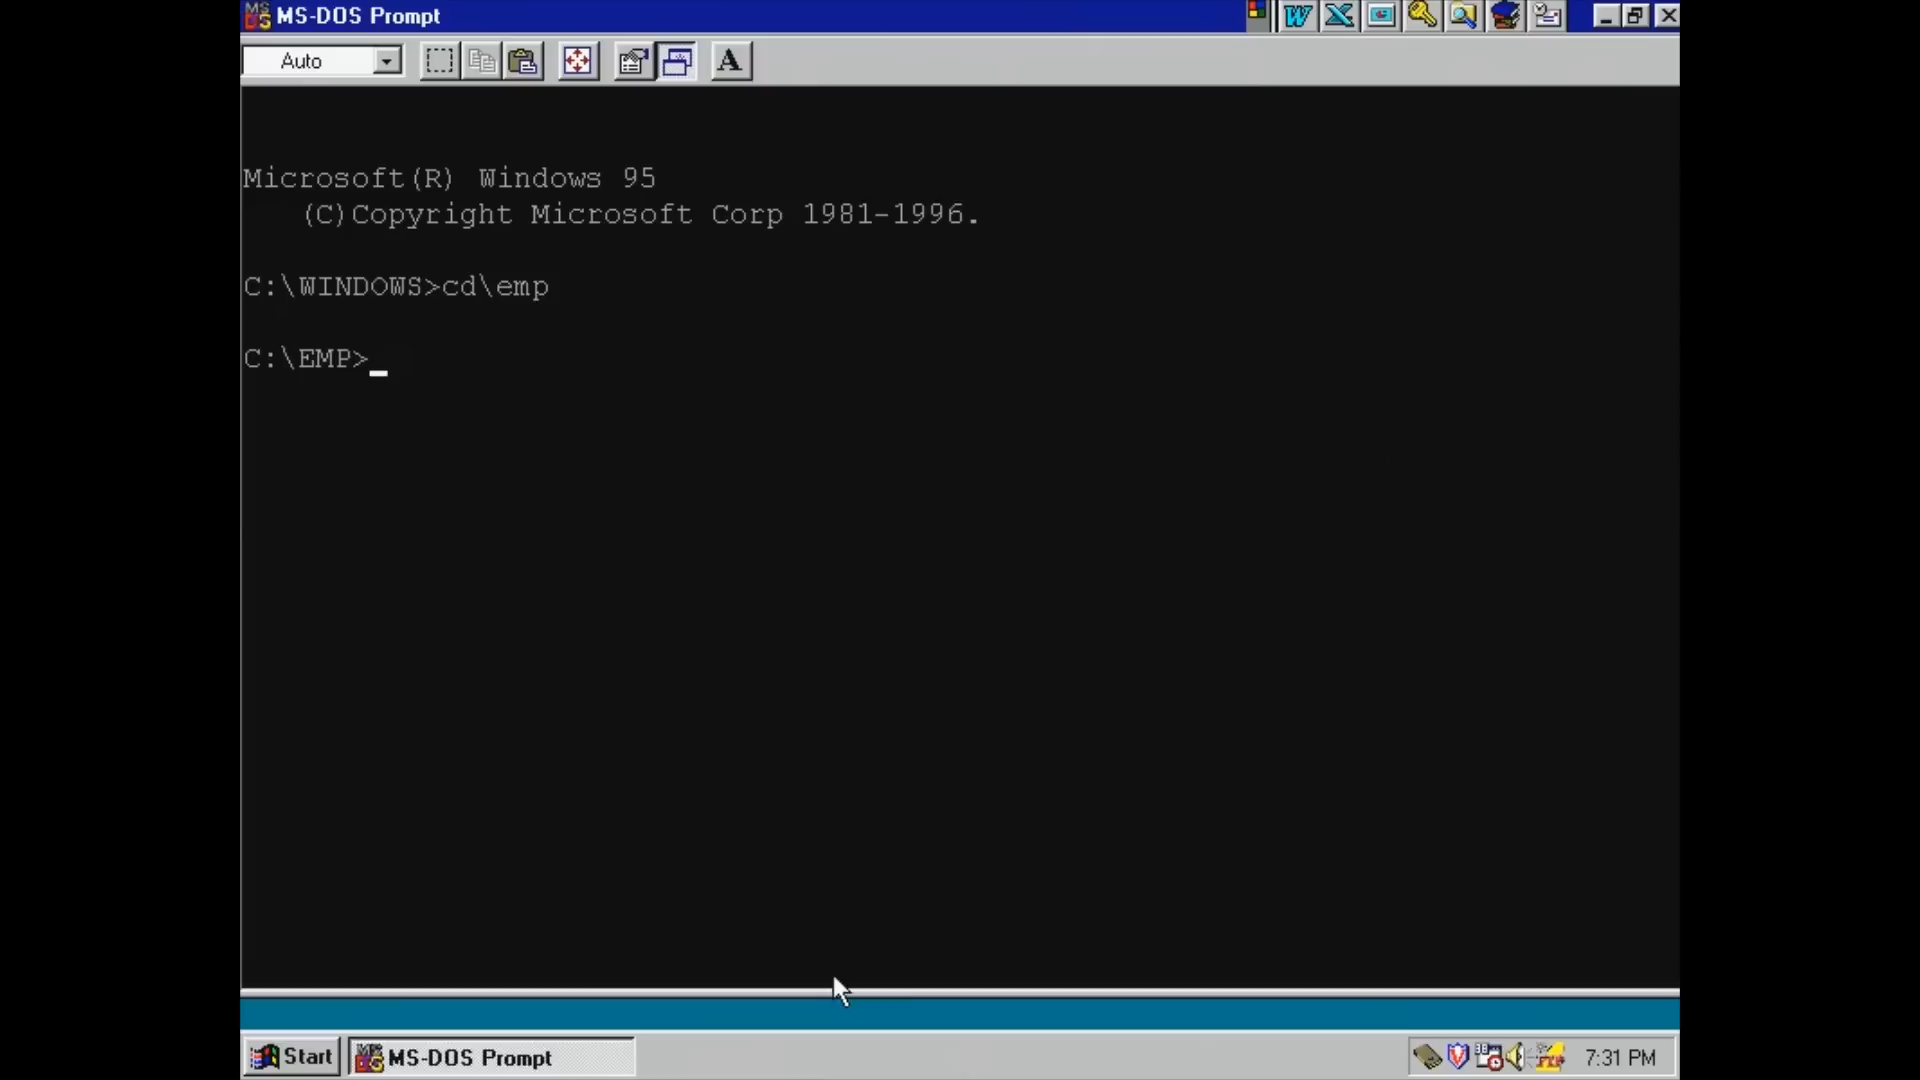 MS-DOS Prompt
Auto
A
Microsoft(R) Windows 95
(C)Copyright Microsoft Corp 1981-1996.
C:\WINDOWS>cd\emp
C:\EMP>
Start
MS-DOS Prompt
7:31 PM